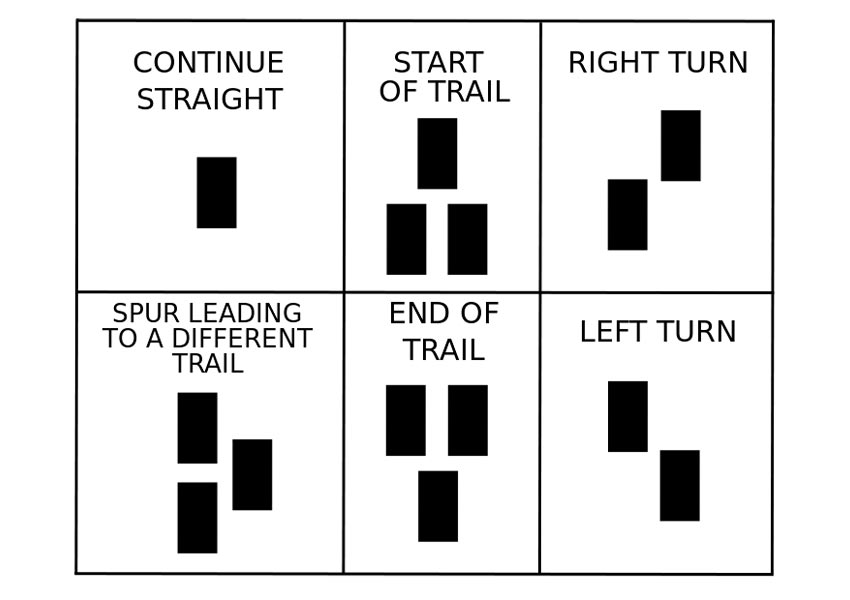 CONTINUE
STRAIGHT
START
OF TRAIL
RIGHT TURN
SPUR LEADING
TO A DIFFERENT
TRAIL
END OF
TRAIL
LEFT TURN